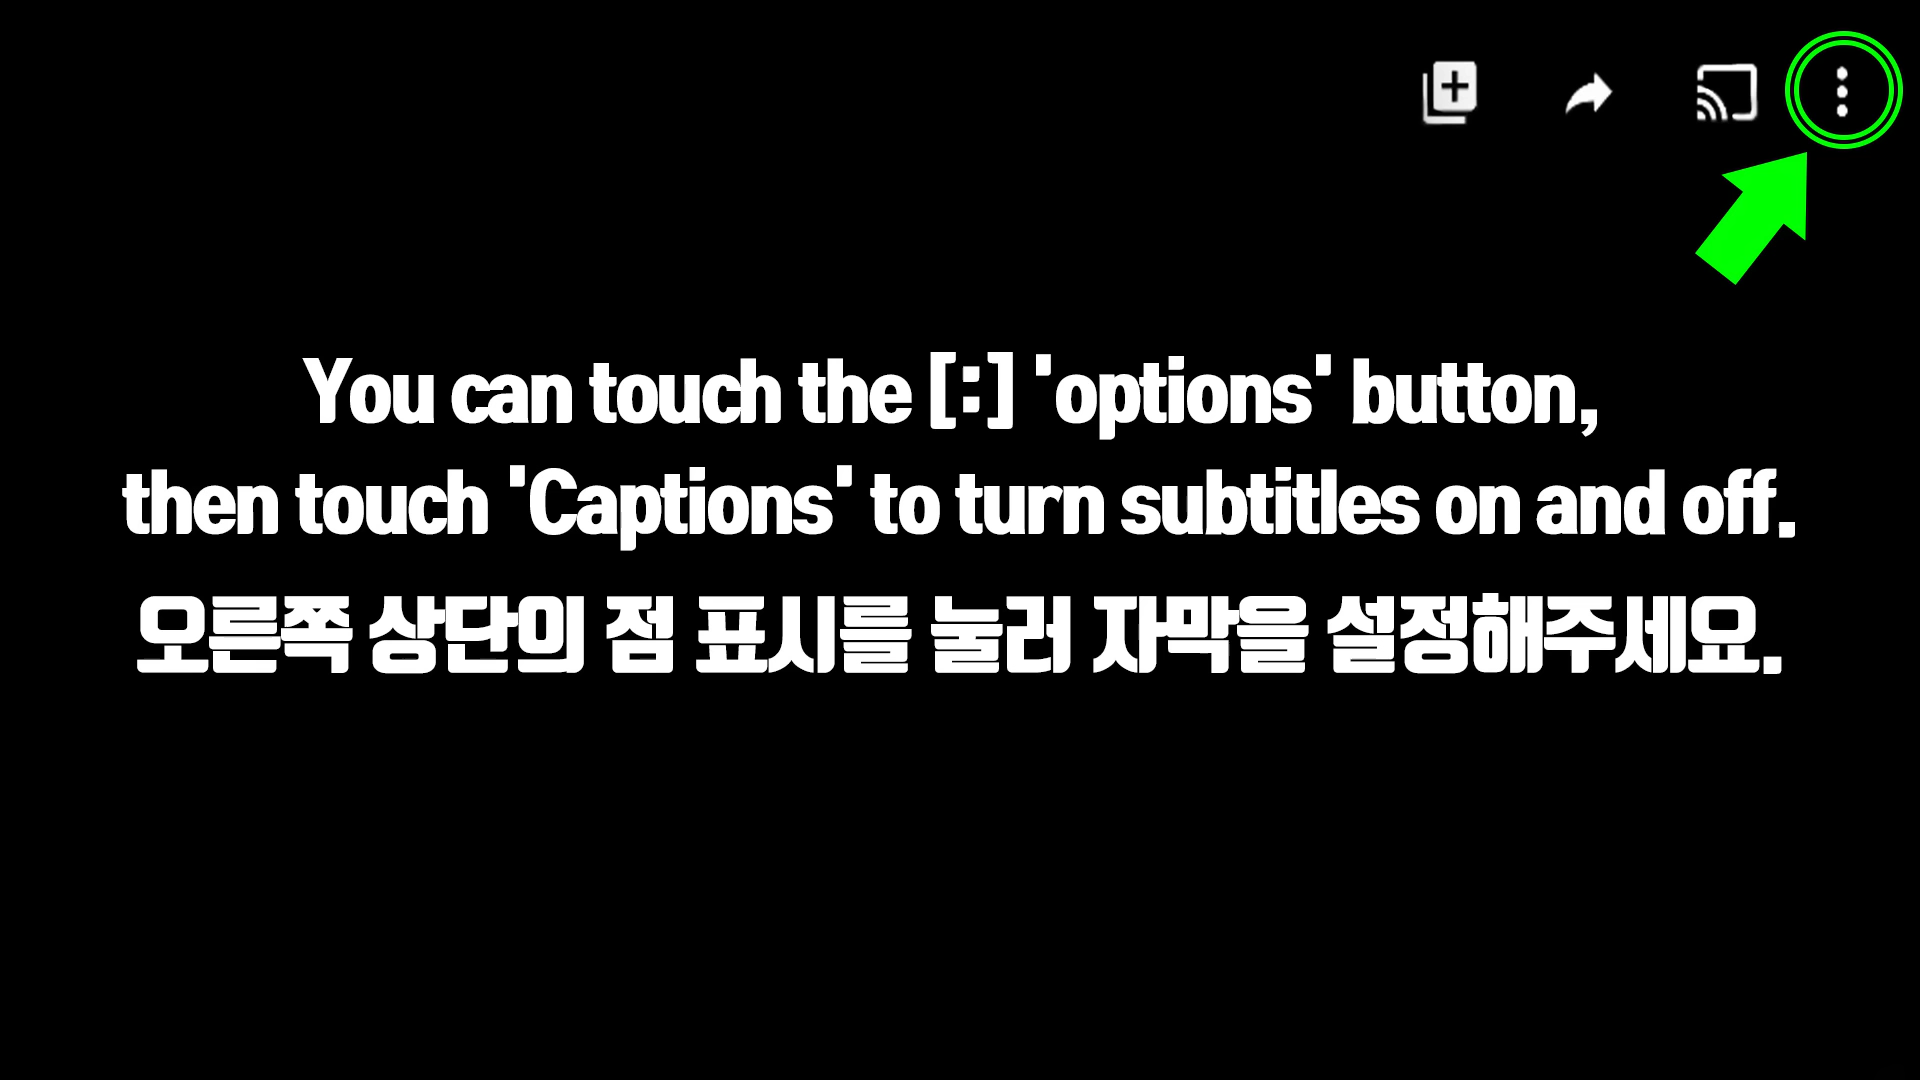 You can touch the [:] 'options' button,
then touch 'Captions' to turn subtitles on and off.
오른쪽 상단의 점 표시를 눌러 자막을 설정해주세요.